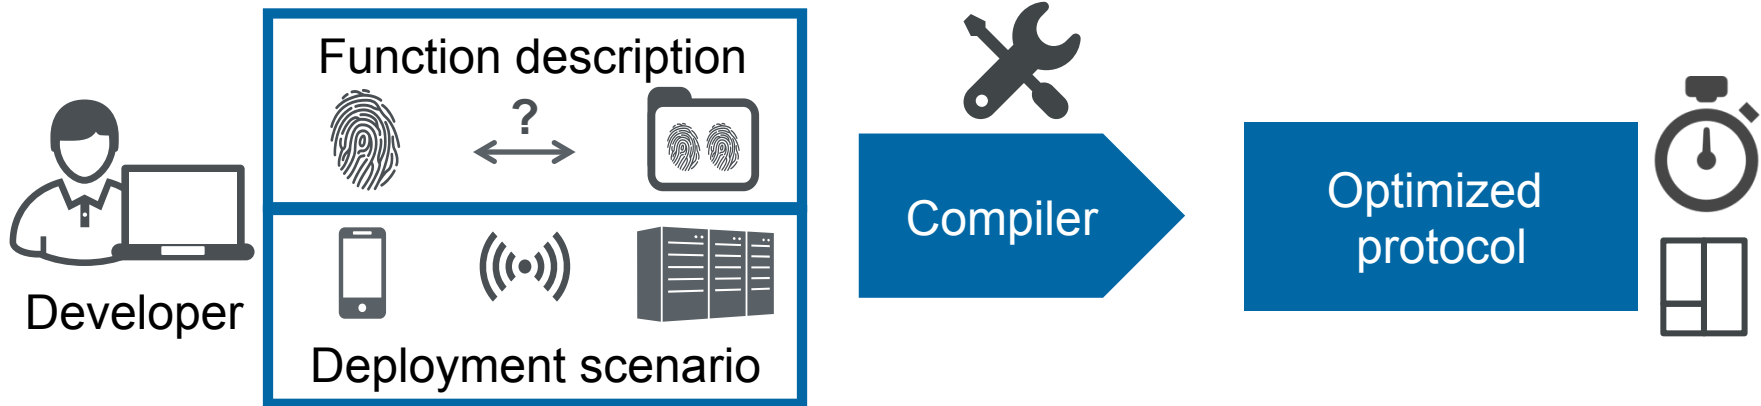 Function description
?
Developer
Deployment scenario
Compiler
Optimized
protocol